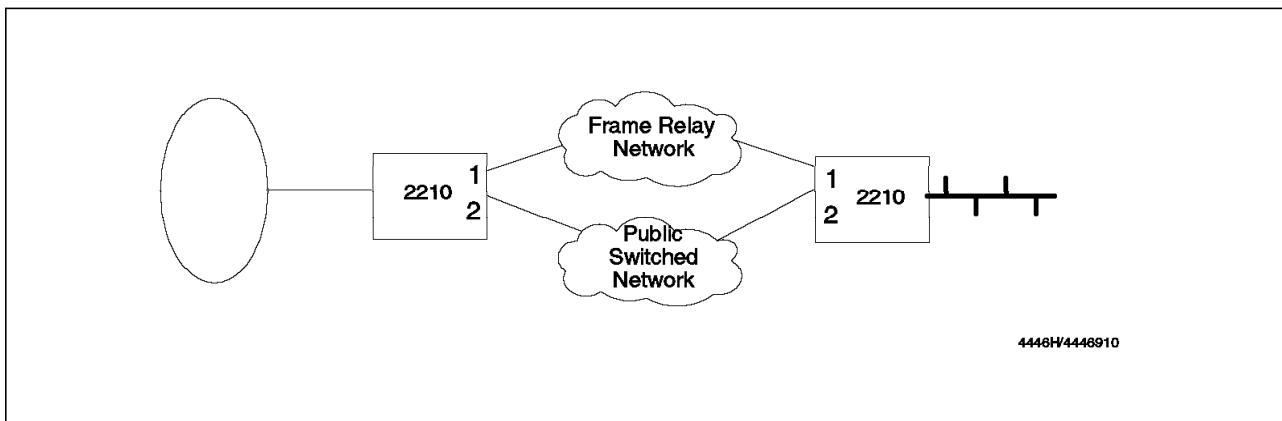 Frame Relay
Network
2210
1
2
1
2
2210
Public
Switched
Network
4446H/4446910